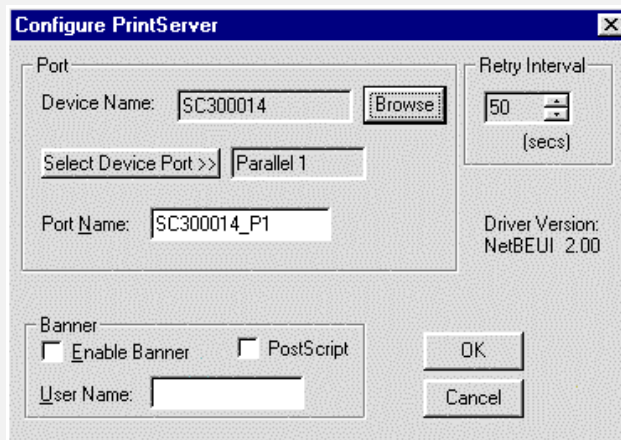 Configure PrintServer
Port
Device Name: SC300014 Browse
Select Device Port >> Parallel 1
Port Name: SC300014_P1
Retry Interval
50
(secs)
Driver Version:
NetBEUI 2.00
Banner
Enable Banner PostScript
User Name:
OK
Cancel